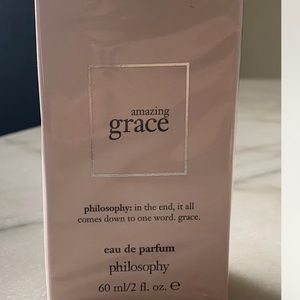 amazing
grace
philosophy: in the end, it all
comes down to one word. grace.
eau de parfum
philosophy
60 ml/2 fl. oz. ℮